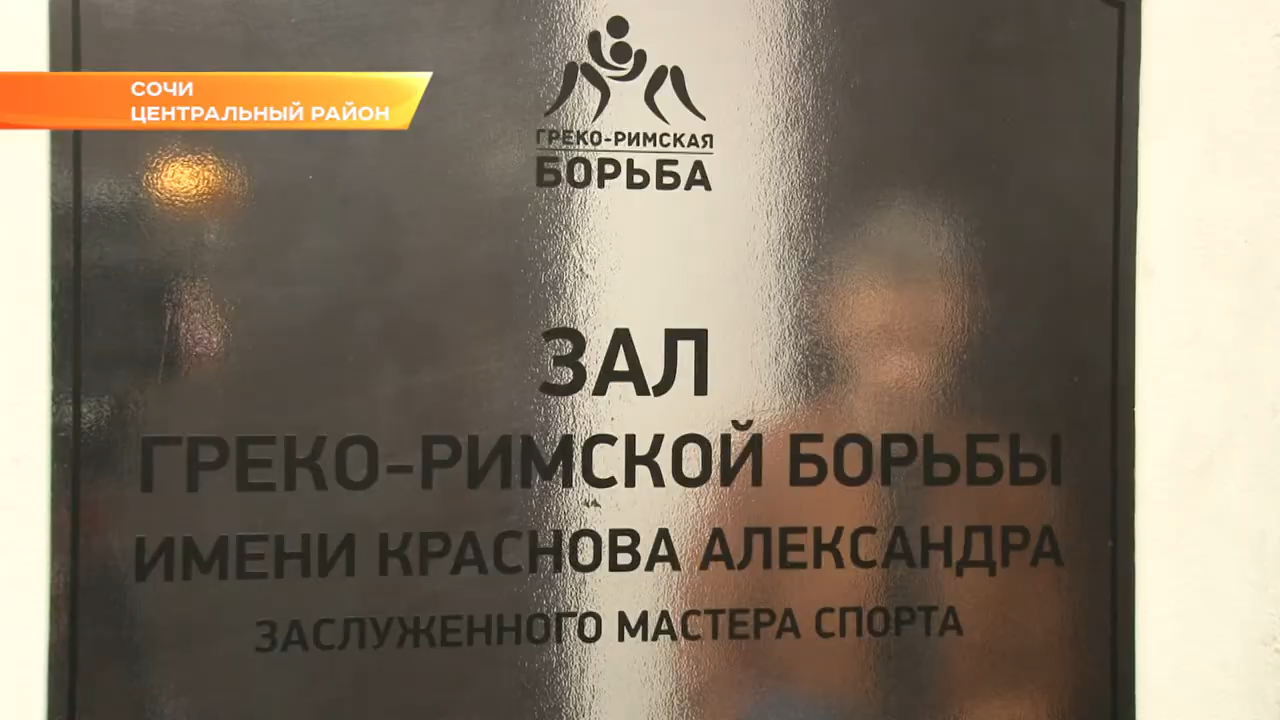 СОЧИ
ЦЕНТРАЛЬНЫЙ РАЙОН
ГРЕКО-РИМСКАЯ
БОРЬБА
ЗАЛ
ГРЕКО-РИМСКОЙ БОРЬБЫ
ИМЕНИ КРАСНОВА АЛЕКСАНДРА
ЗАСЛУЖЕННОГО МАСТЕРА СПОРТА